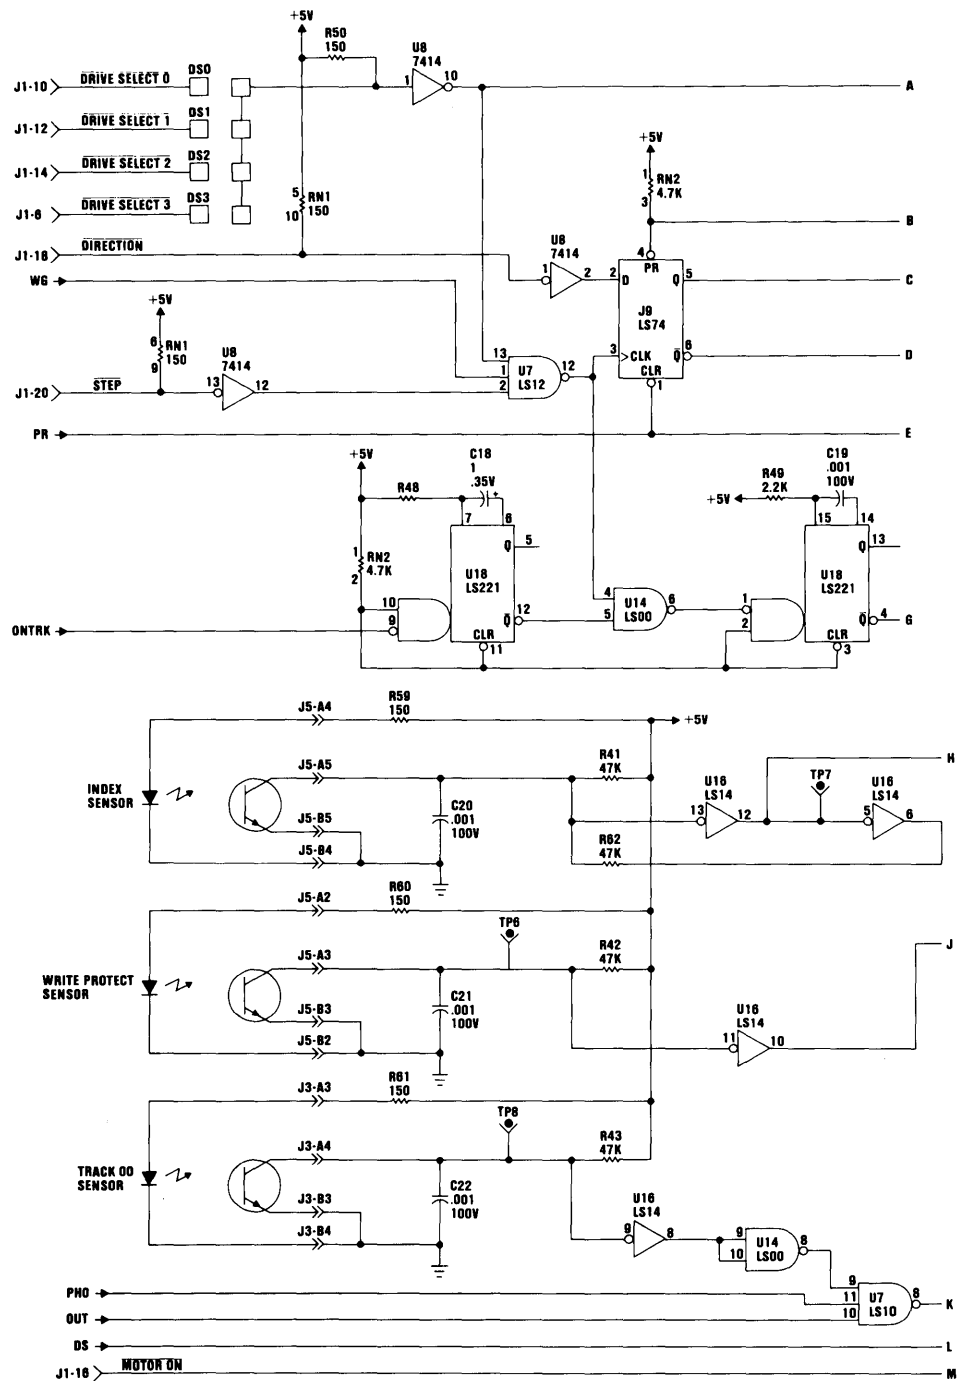 +5V
R50
150
U8
7414
1
10
A
J1-10
DRIVE SELECT 0
DS0
J1-12
DRIVE SELECT 1
DS1
J1-14
DRIVE SELECT 2
DS2
J1-6
DRIVE SELECT 3
DS3
5
10
RN1
150
+5V
1
3
RN2
4.7K
B
J1-18
DIRECTION
U8
7414
1
2
4
PR
2
D
Q
5
C
J9
LS74
WG
+5V
6
9
RN1
150
U8
7414
13
12
J1-20
STEP
13
1
2
U7
LS12
12
3
CLK
Q
6
D
CLR
1
PR
E
+5V
R48
C18
1
.35V
+
7
6
1
2
RN2
4.7K
Q
5
U18
LS221
10
9
Q
12
CLR
11
ONTRK
4
5
U14
LS00
6
+5V
R49
2.2K
C19
.001
100V
15
14
Q
13
U18
LS221
1
2
Q
4
G
CLR
3
J5-A4
R59
150
+5V
INDEX
SENSOR
J5-A5
J5-B5
J5-B4
C20
.001
100V
R41
47K
R62
47K
U16
LS14
13
12
TP7
U16
LS14
5
6
H
J5-A2
R60
150
WRITE PROTECT
SENSOR
J5-A3
J5-B3
J5-B2
C21
.001
100V
TP6
R42
47K
U16
LS14
11
10
J
J3-A3
R61
150
TRACK 00
SENSOR
J3-A4
J3-B3
J3-B4
C22
.001
100V
TP8
R43
47K
U16
LS14
9
8
9
10
U14
LS00
8
9
11
10
U7
LS10
8
K
PHO
OUT
DS
L
J1-16
MOTOR ON
M